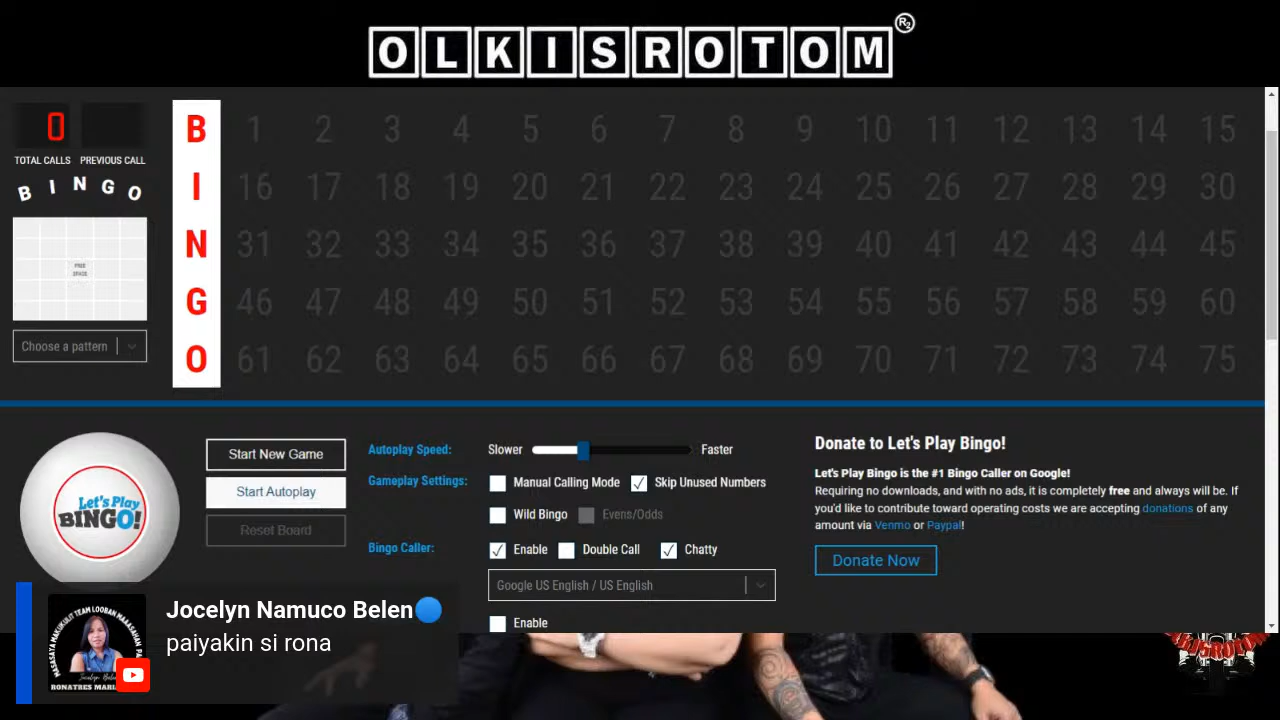 OLKISROTOM R2
0
TOTAL CALLS PREVIOUS CALL
BINGO
FREE
SPACE
Choose a pattern
B 1 2 3 4 5 6 7 8 9 10 11 12 13 14 15
I 16 17 18 19 20 21 22 23 24 25 26 27 28 29 30
N 31 32 33 34 35 36 37 38 39 40 41 42 43 44 45
G 46 47 48 49 50 51 52 53 54 55 56 57 58 59 60
O 61 62 63 64 65 66 67 68 69 70 71 72 73 74 75
Let's Play
BINGO!
Start New Game
Start Autoplay
Reset Board
Autoplay Speed: Slower Faster
Gameplay Settings: Manual Calling Mode Skip Unused Numbers
Wild Bingo Evens/Odds
Bingo Caller: Enable Double Call Chatty
Google US English / US English
Enable
Donate to Let's Play Bingo!
Let's Play Bingo is the #1 Bingo Caller on Google!
Requiring no downloads, and with no ads, it is completely free and always will be. If
you'd like to contribute toward operating costs we are accepting donations of any
amount via Venmo or Paypal!
Donate Now
Jocelyn Namuco Belen
paiyakin si rona